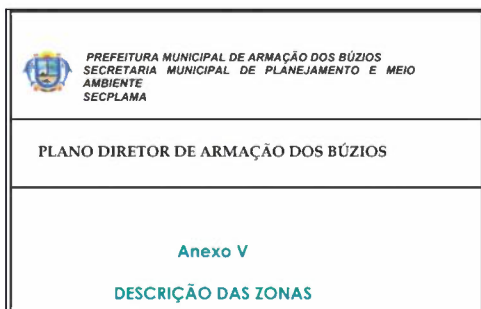 PREFEITURA MUNICIPAL DE ARMAÇÃO DOS BÚZIOS
SECRETARIA MUNICIPAL DE PLANEJAMENTO E MEIO
AMBIENTE
SECPLAMA
PLANO DIRETOR DE ARMAÇÃO DOS BÚZIOS
Anexo V
DESCRIÇÃO DAS ZONAS